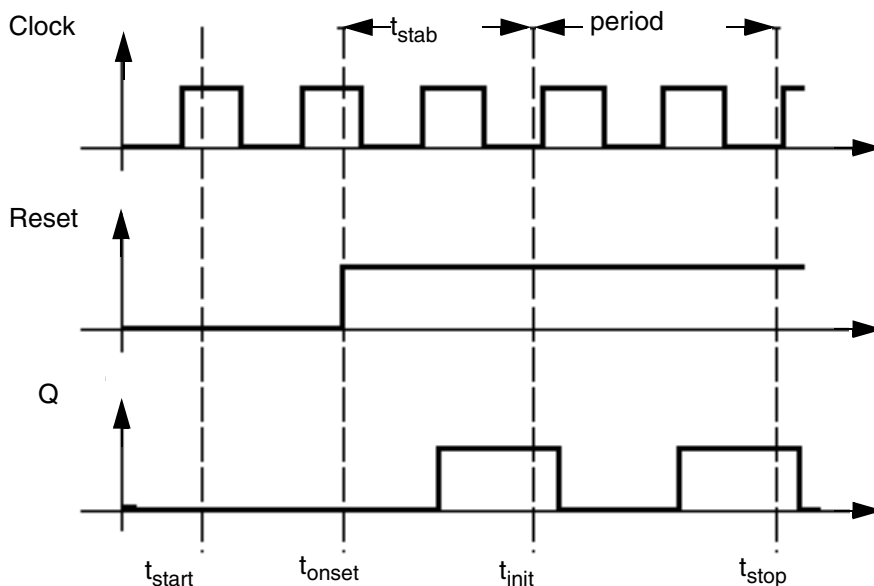 Clock
t_stab
period
Reset
Q
t_start
t_onset
t_init
t_stop